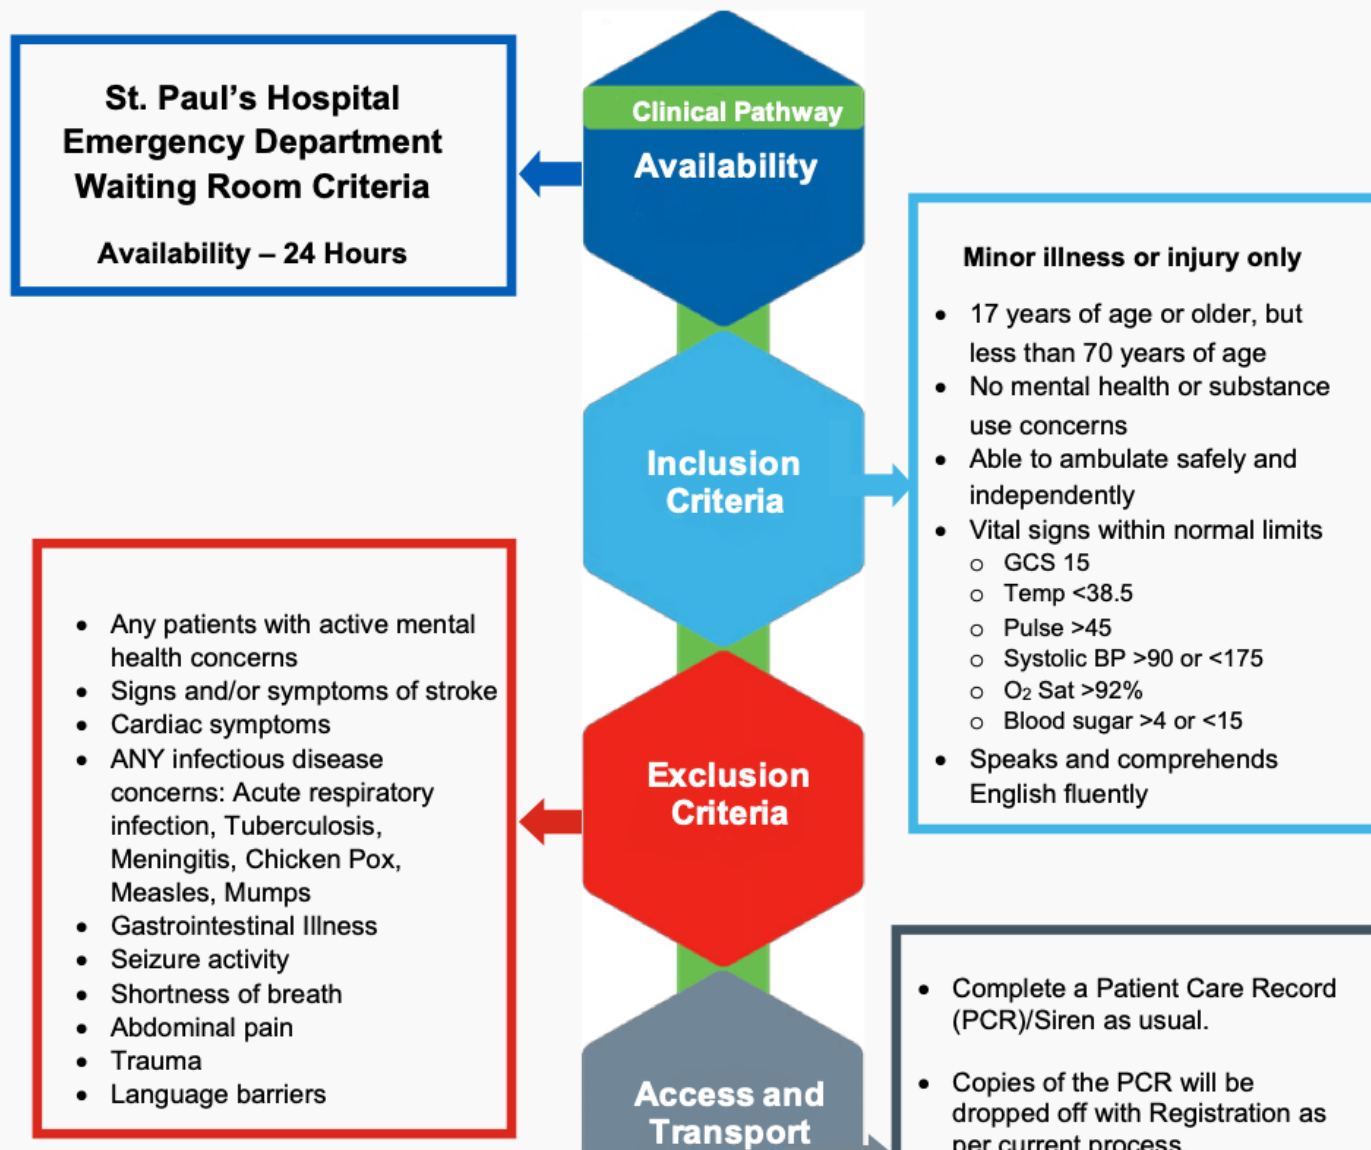 St. Paul’s Hospital
Emergency Department
Waiting Room Criteria
Availability – 24 Hours
Clinical Pathway
Availability
Inclusion
Criteria
Minor illness or injury only
• 17 years of age or older, but
less than 70 years of age
• No mental health or substance
use concerns
• Able to ambulate safely and
independently
• Vital signs within normal limits
o GCS 15
o Temp <38.5
o Pulse >45
o Systolic BP >90 or <175
o O₂ Sat >92%
o Blood sugar >4 or <15
• Speaks and comprehends
English fluently
Exclusion
Criteria
• Any patients with active mental
health concerns
• Signs and/or symptoms of stroke
• Cardiac symptoms
• ANY infectious disease
concerns: Acute respiratory
infection, Tuberculosis,
Meningitis, Chicken Pox,
Measles, Mumps
• Gastrointestinal Illness
• Seizure activity
• Shortness of breath
• Abdominal pain
• Trauma
• Language barriers
Access and
Transport
• Complete a Patient Care Record
(PCR)/Siren as usual.
• Copies of the PCR will be
dropped off with Registration as
per current process